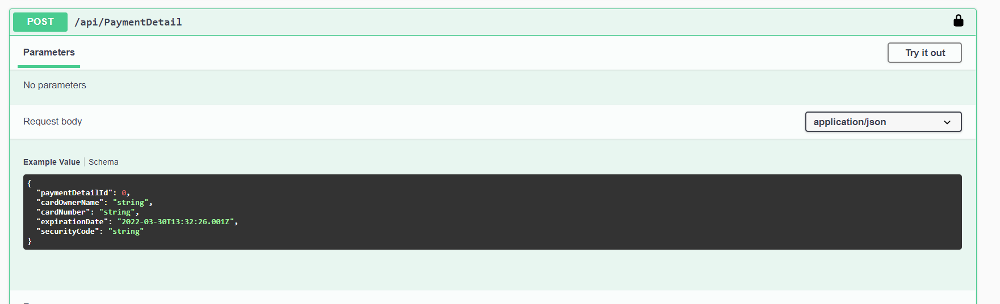 POST /api/PaymentDetail
Parameters
Try it out
No parameters
Request body
application/json
Example Value | Schema
{
  "paymentDetailId": 0,
  "cardOwnerName": "string",
  "cardNumber": "string",
  "expirationDate": "2022-03-30T13:32:26.001Z",
  "securityCode": "string"
}